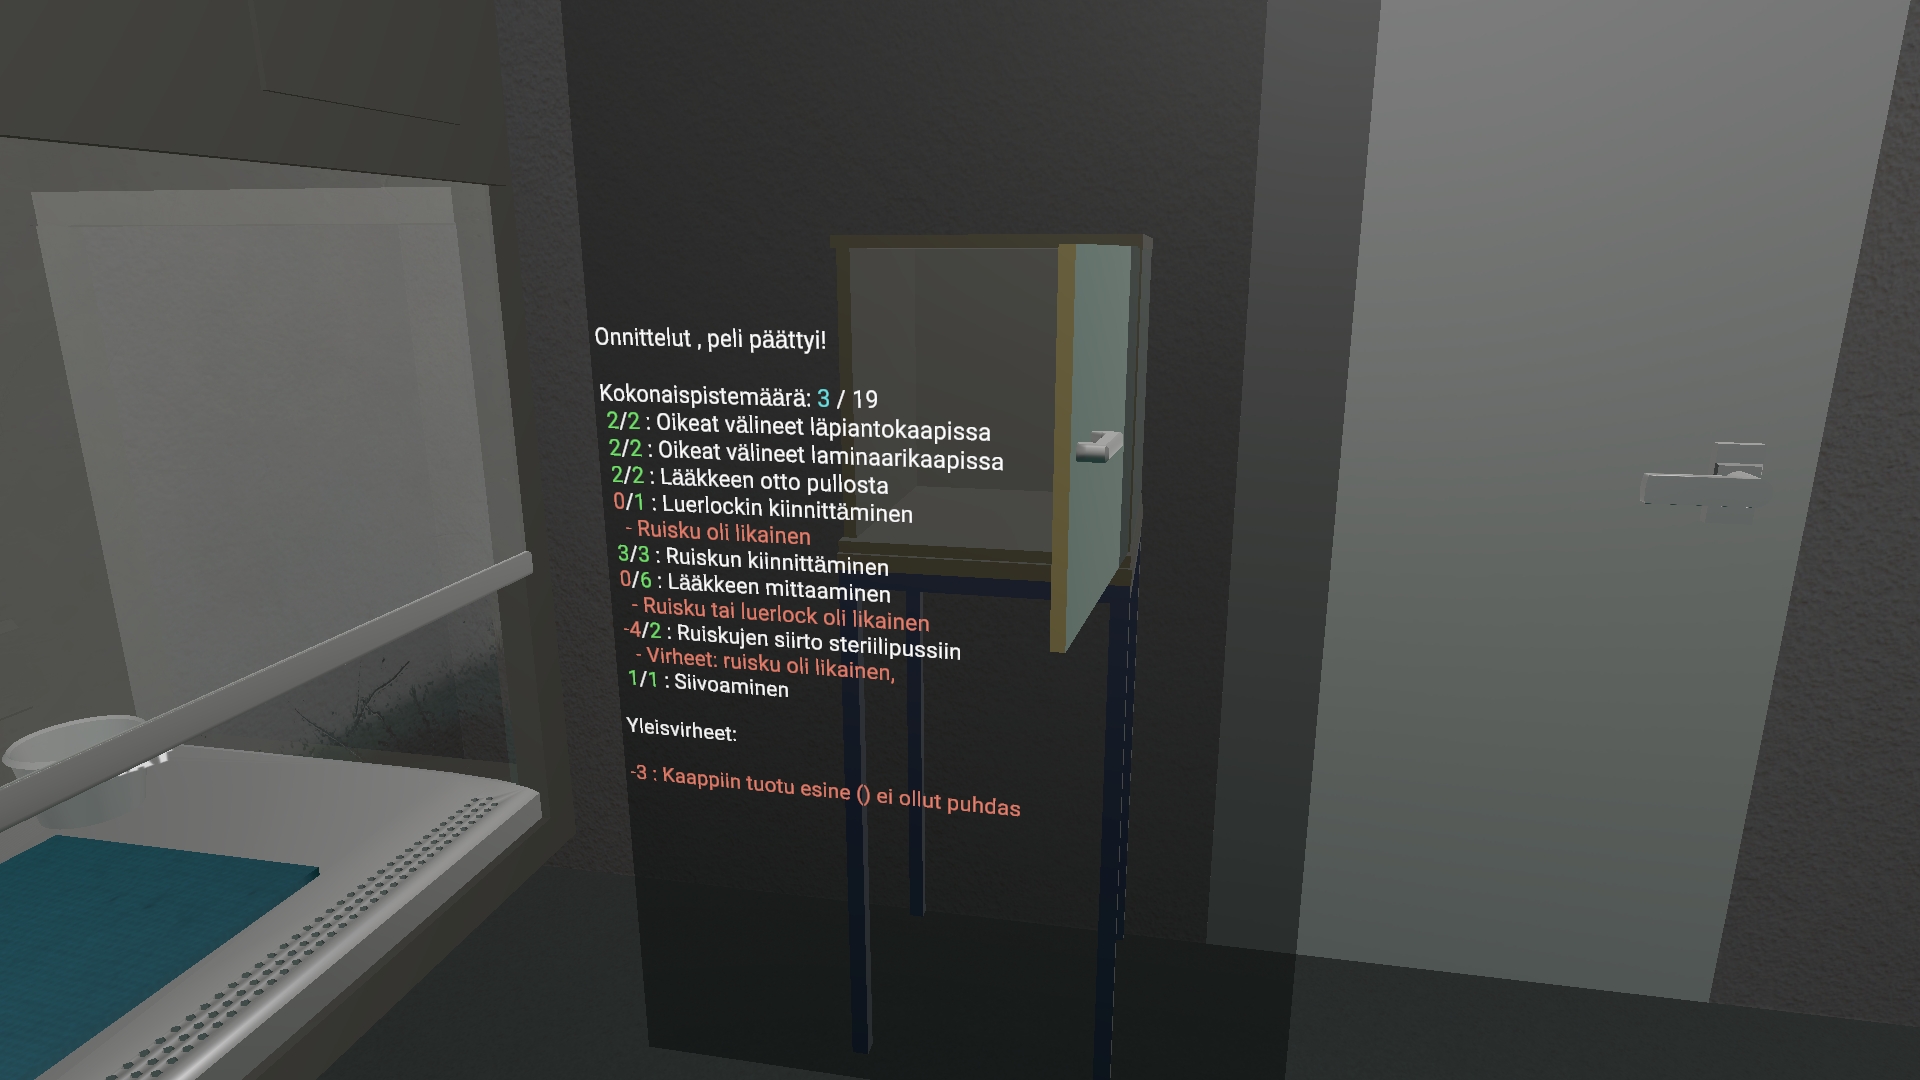 Onnittelut , peli päättyi!
Kokonaispistemäärä: 3 / 19
2/2 : Oikeat välineet läpiantokaapissa
2/2 : Oikeat välineet laminaarikaapissa
2/2 : Lääkkeen otto pullosta
0/1 : Luerlockin kiinnittäminen
- Ruisku oli likainen
3/3 : Ruiskun kiinnittäminen
0/6 : Lääkkeen mittaaminen
- Ruisku tai luerlock oli likainen
-4/2 : Ruiskujen siirto steriilipussiin
- Virheet: ruisku oli likainen,
1/1 : Siivoaminen
Yleisvirheet:
-3 : Kaappiin tuotu esine () ei ollut puhdas